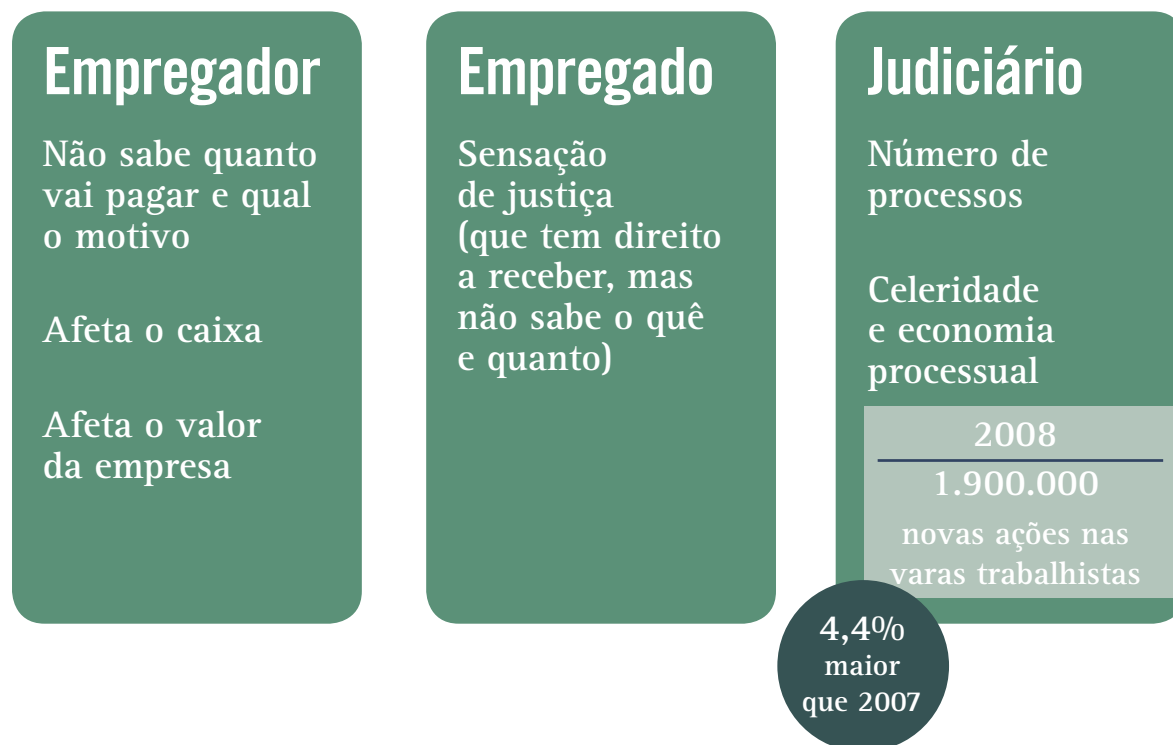 Empregador
Não sabe quanto
vai pagar e qual
o motivo
Afeta o caixa
Afeta o valor
da empresa
Empregado
Sensação
de justiça
(que tem direito
a receber, mas
não sabe o quê
e quanto)
Judiciário
Número de
processos
Celeridade
e economia
processual
2008
1.900.000
novas ações nas
varas trabalhistas
4,4%
maior
que 2007